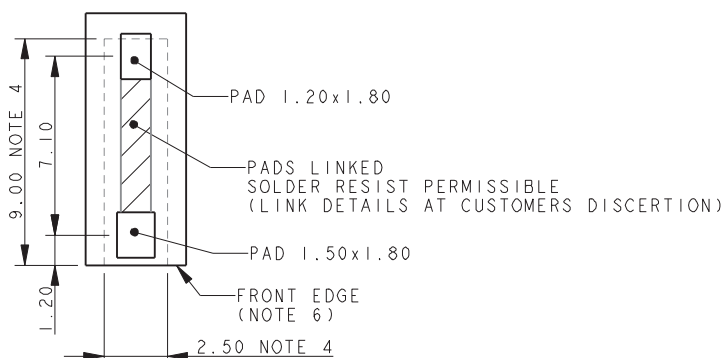 PAD 1.20x1.80
PADS LINKED
SOLDER RESIST PERMISSIBLE
(LINK DETAILS AT CUSTOMERS DISCERTION)
PAD 1.50x1.80
FRONT EDGE
(NOTE 6)
2.50 NOTE 4
9.00 NOTE 4
7.10
1.20